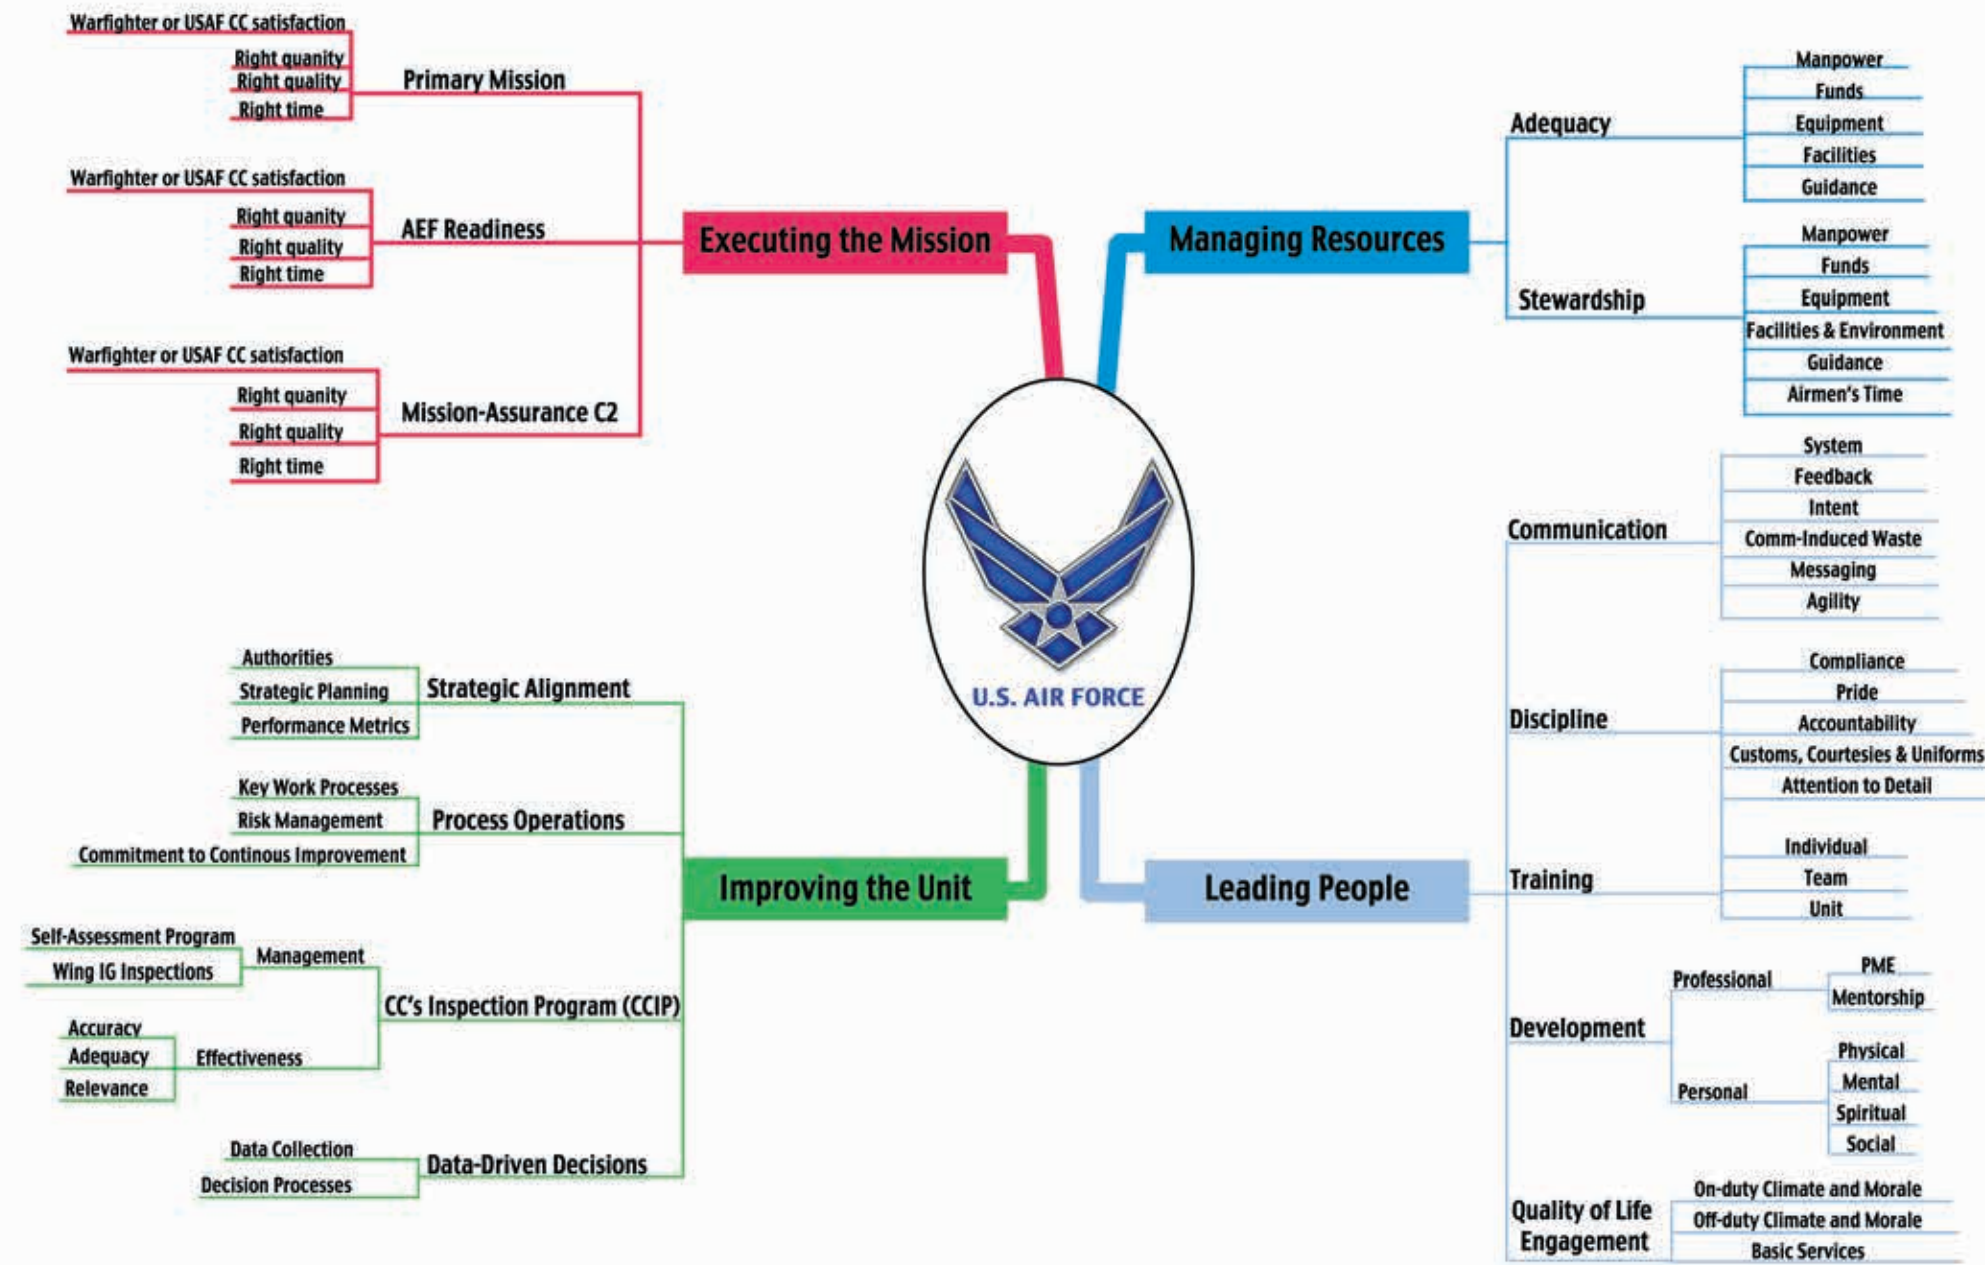 Warfighter or USAF CC satisfaction
Right quanity
Right quality
Right time
Primary Mission
Warfighter or USAF CC satisfaction
Right quanity
Right quality
Right time
AEF Readiness
Warfighter or USAF CC satisfaction
Right quanity
Right quality
Right time
Mission-Assurance C2
Executing the Mission
Managing Resources
Adequacy
Manpower
Funds
Equipment
Facilities
Guidance
Stewardship
Manpower
Funds
Equipment
Facilities & Environment
Guidance
Airmen's Time
U.S. AIR FORCE
Authorities
Strategic Planning
Performance Metrics
Strategic Alignment
Key Work Processes
Risk Management
Commitment to Continous Improvement
Process Operations
Improving the Unit
Self-Assessment Program
Wing IG Inspections
Management
Accuracy
Adequacy
Relevance
Effectiveness
CC's Inspection Program (CCIP)
Data Collection
Decision Processes
Data-Driven Decisions
Leading People
Communication
System
Feedback
Intent
Comm-Induced Waste
Messaging
Agility
Discipline
Compliance
Pride
Accountability
Customs, Courtesies & Uniforms
Attention to Detail
Training
Individual
Team
Unit
Development
Professional
PME
Mentorship
Personal
Physical
Mental
Spiritual
Social
Quality of Life
Engagement
On-duty Climate and Morale
Off-duty Climate and Morale
Basic Services